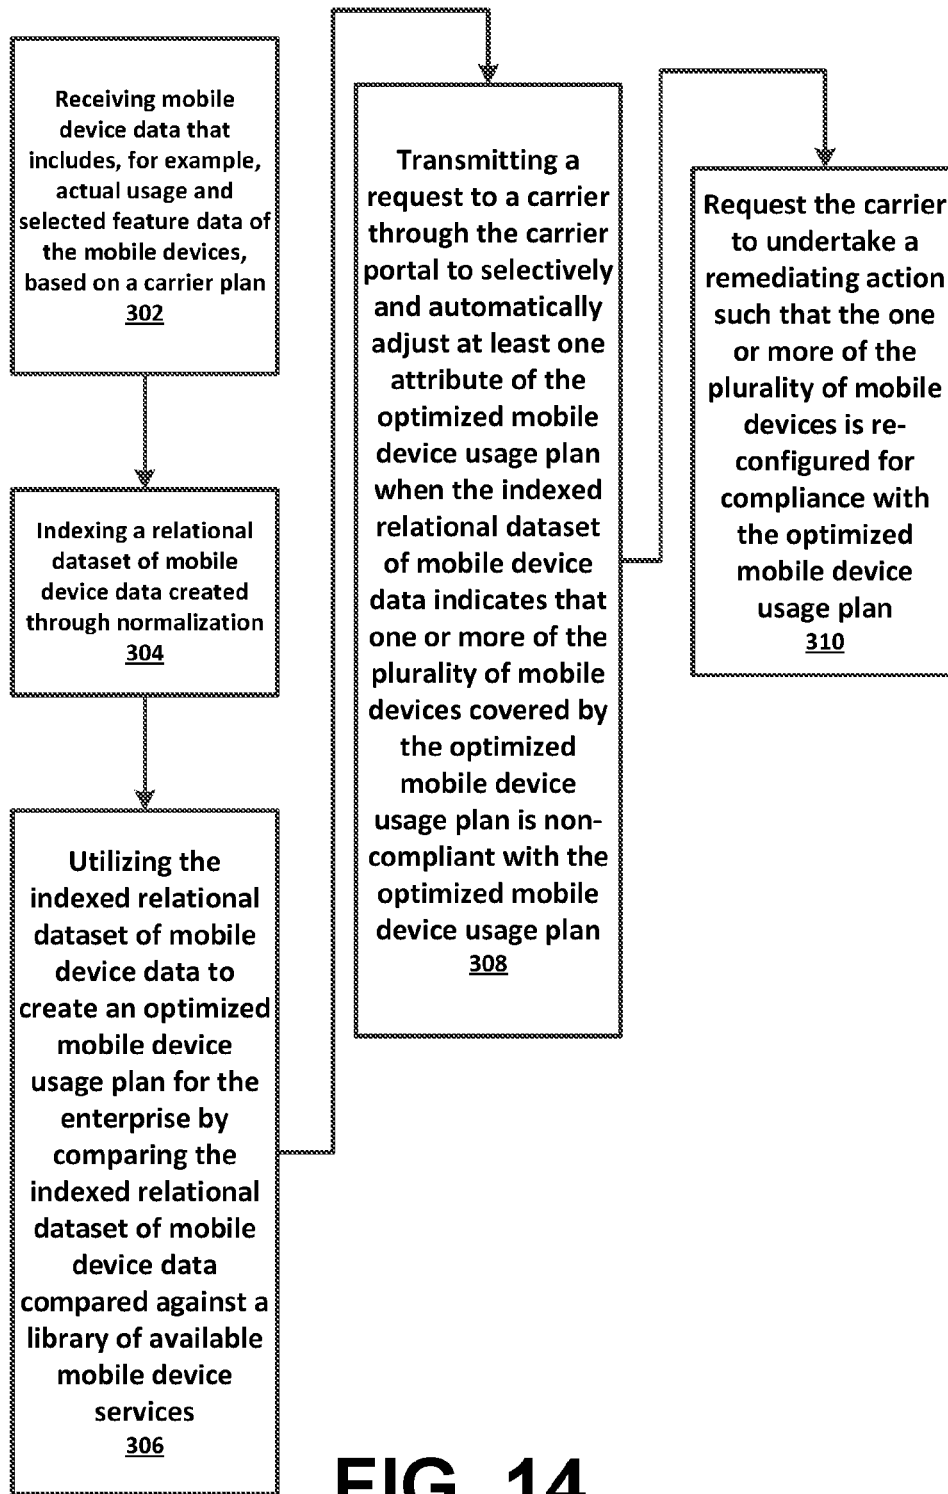 Receiving mobile
device data that
includes, for example,
actual usage and
selected feature data of
the mobile devices,
based on a carrier plan
302
Indexing a relational
dataset of mobile
device data created
through normalization
304
Utilizing the
indexed relational
dataset of mobile
device data to
create an optimized
mobile device
usage plan for the
enterprise by
comparing the
indexed relational
dataset of mobile
device data
compared against a
library of available
mobile device
services
306
Transmitting a
request to a carrier
through the carrier
portal to selectively
and automatically
adjust at least one
attribute of the
optimized mobile
device usage plan
when the indexed
relational dataset
of mobile device
data indicates that
one or more of the
plurality of mobile
devices covered by
the optimized
mobile device
usage plan is non-
compliant with the
optimized mobile
device usage plan
308
Request the carrier
to undertake a
remediating action
such that the one
or more of the
plurality of mobile
devices is re-
configured for
compliance with
the optimized
mobile device
usage plan
310
FIG. 14